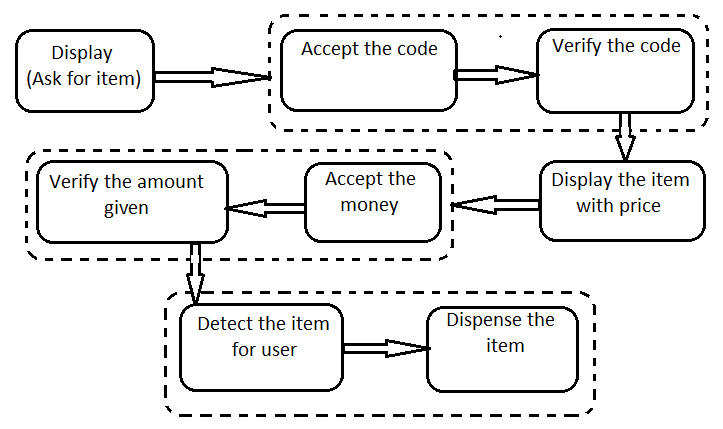 Display
(Ask for item)
Accept the code
Verify the code
Display the item
with price
Accept the
money
Verify the amount
given
Detect the item
for user
Dispense the
item